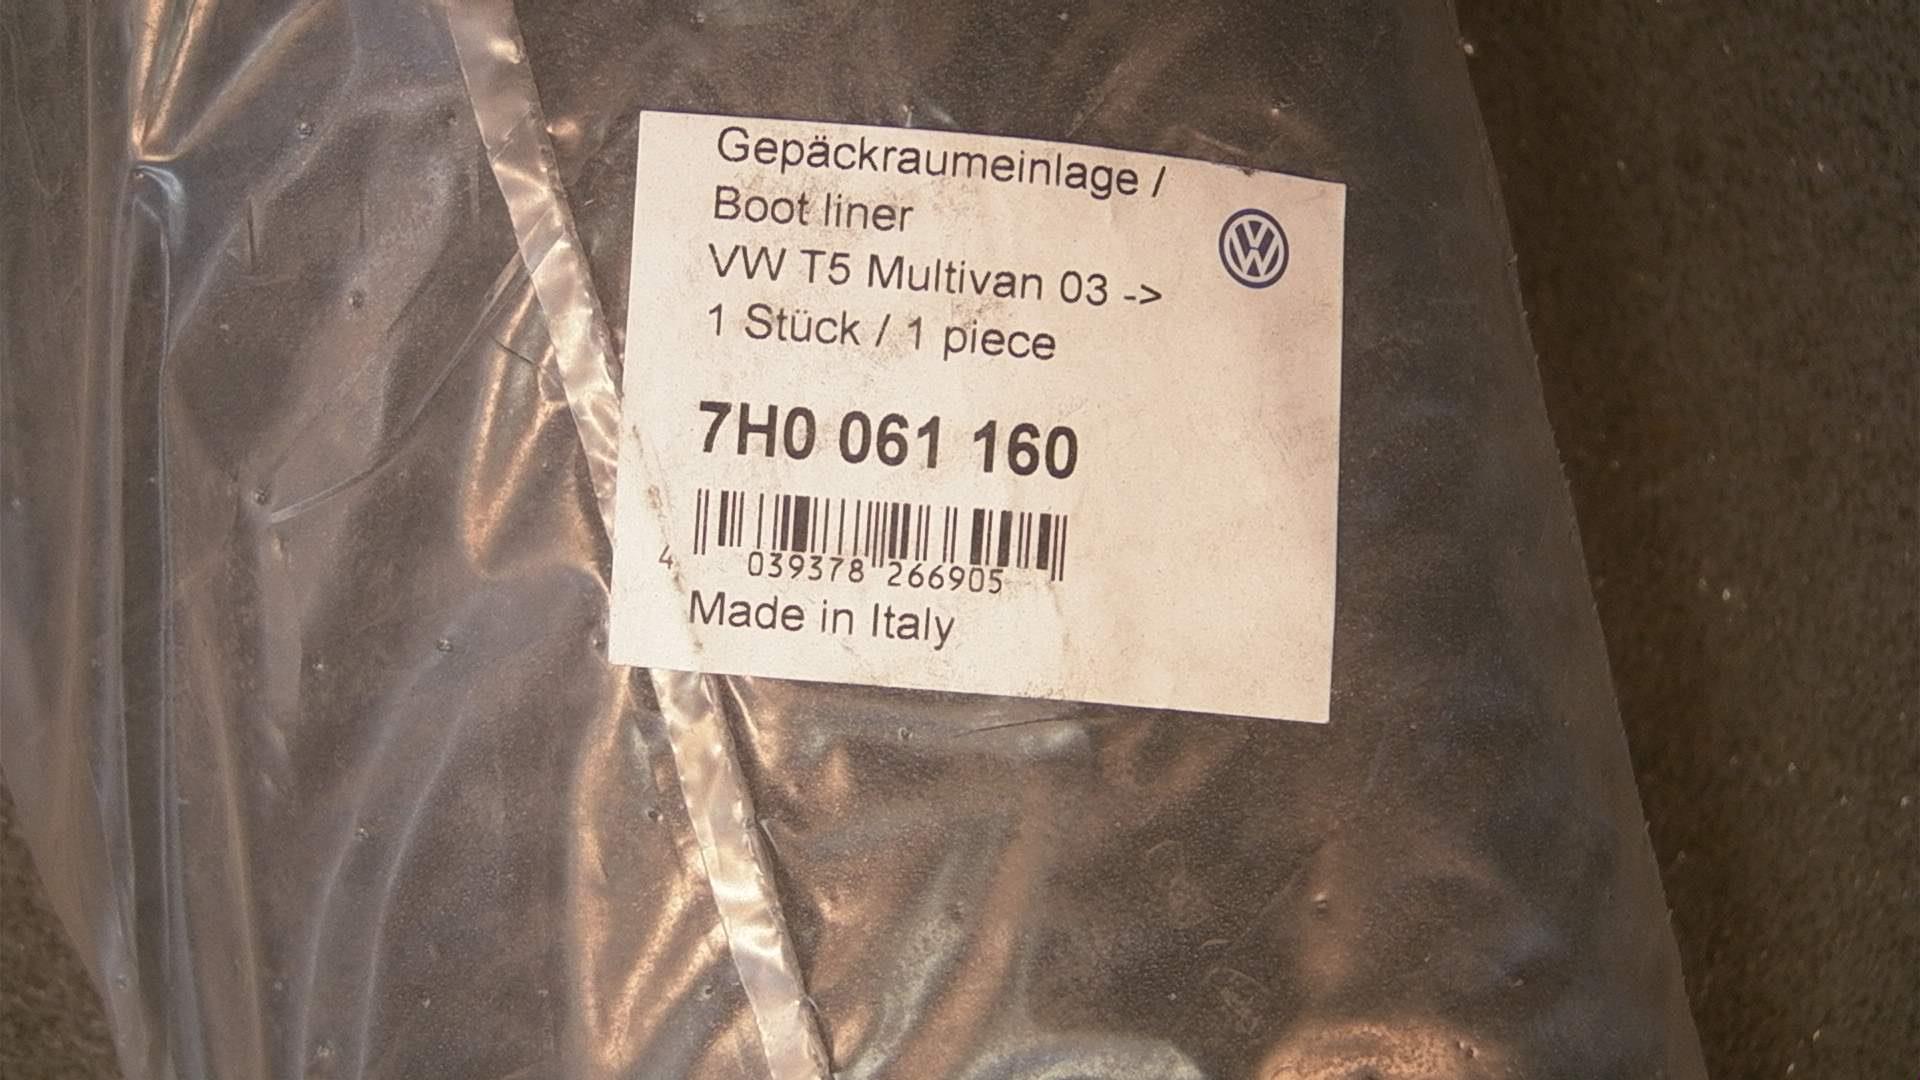 Gepäckraumeinlage /
Boot liner
VW T5 Multivan 03 ->
1 Stück / 1 piece
7H0 061 160
4 039378 266905
Made in Italy